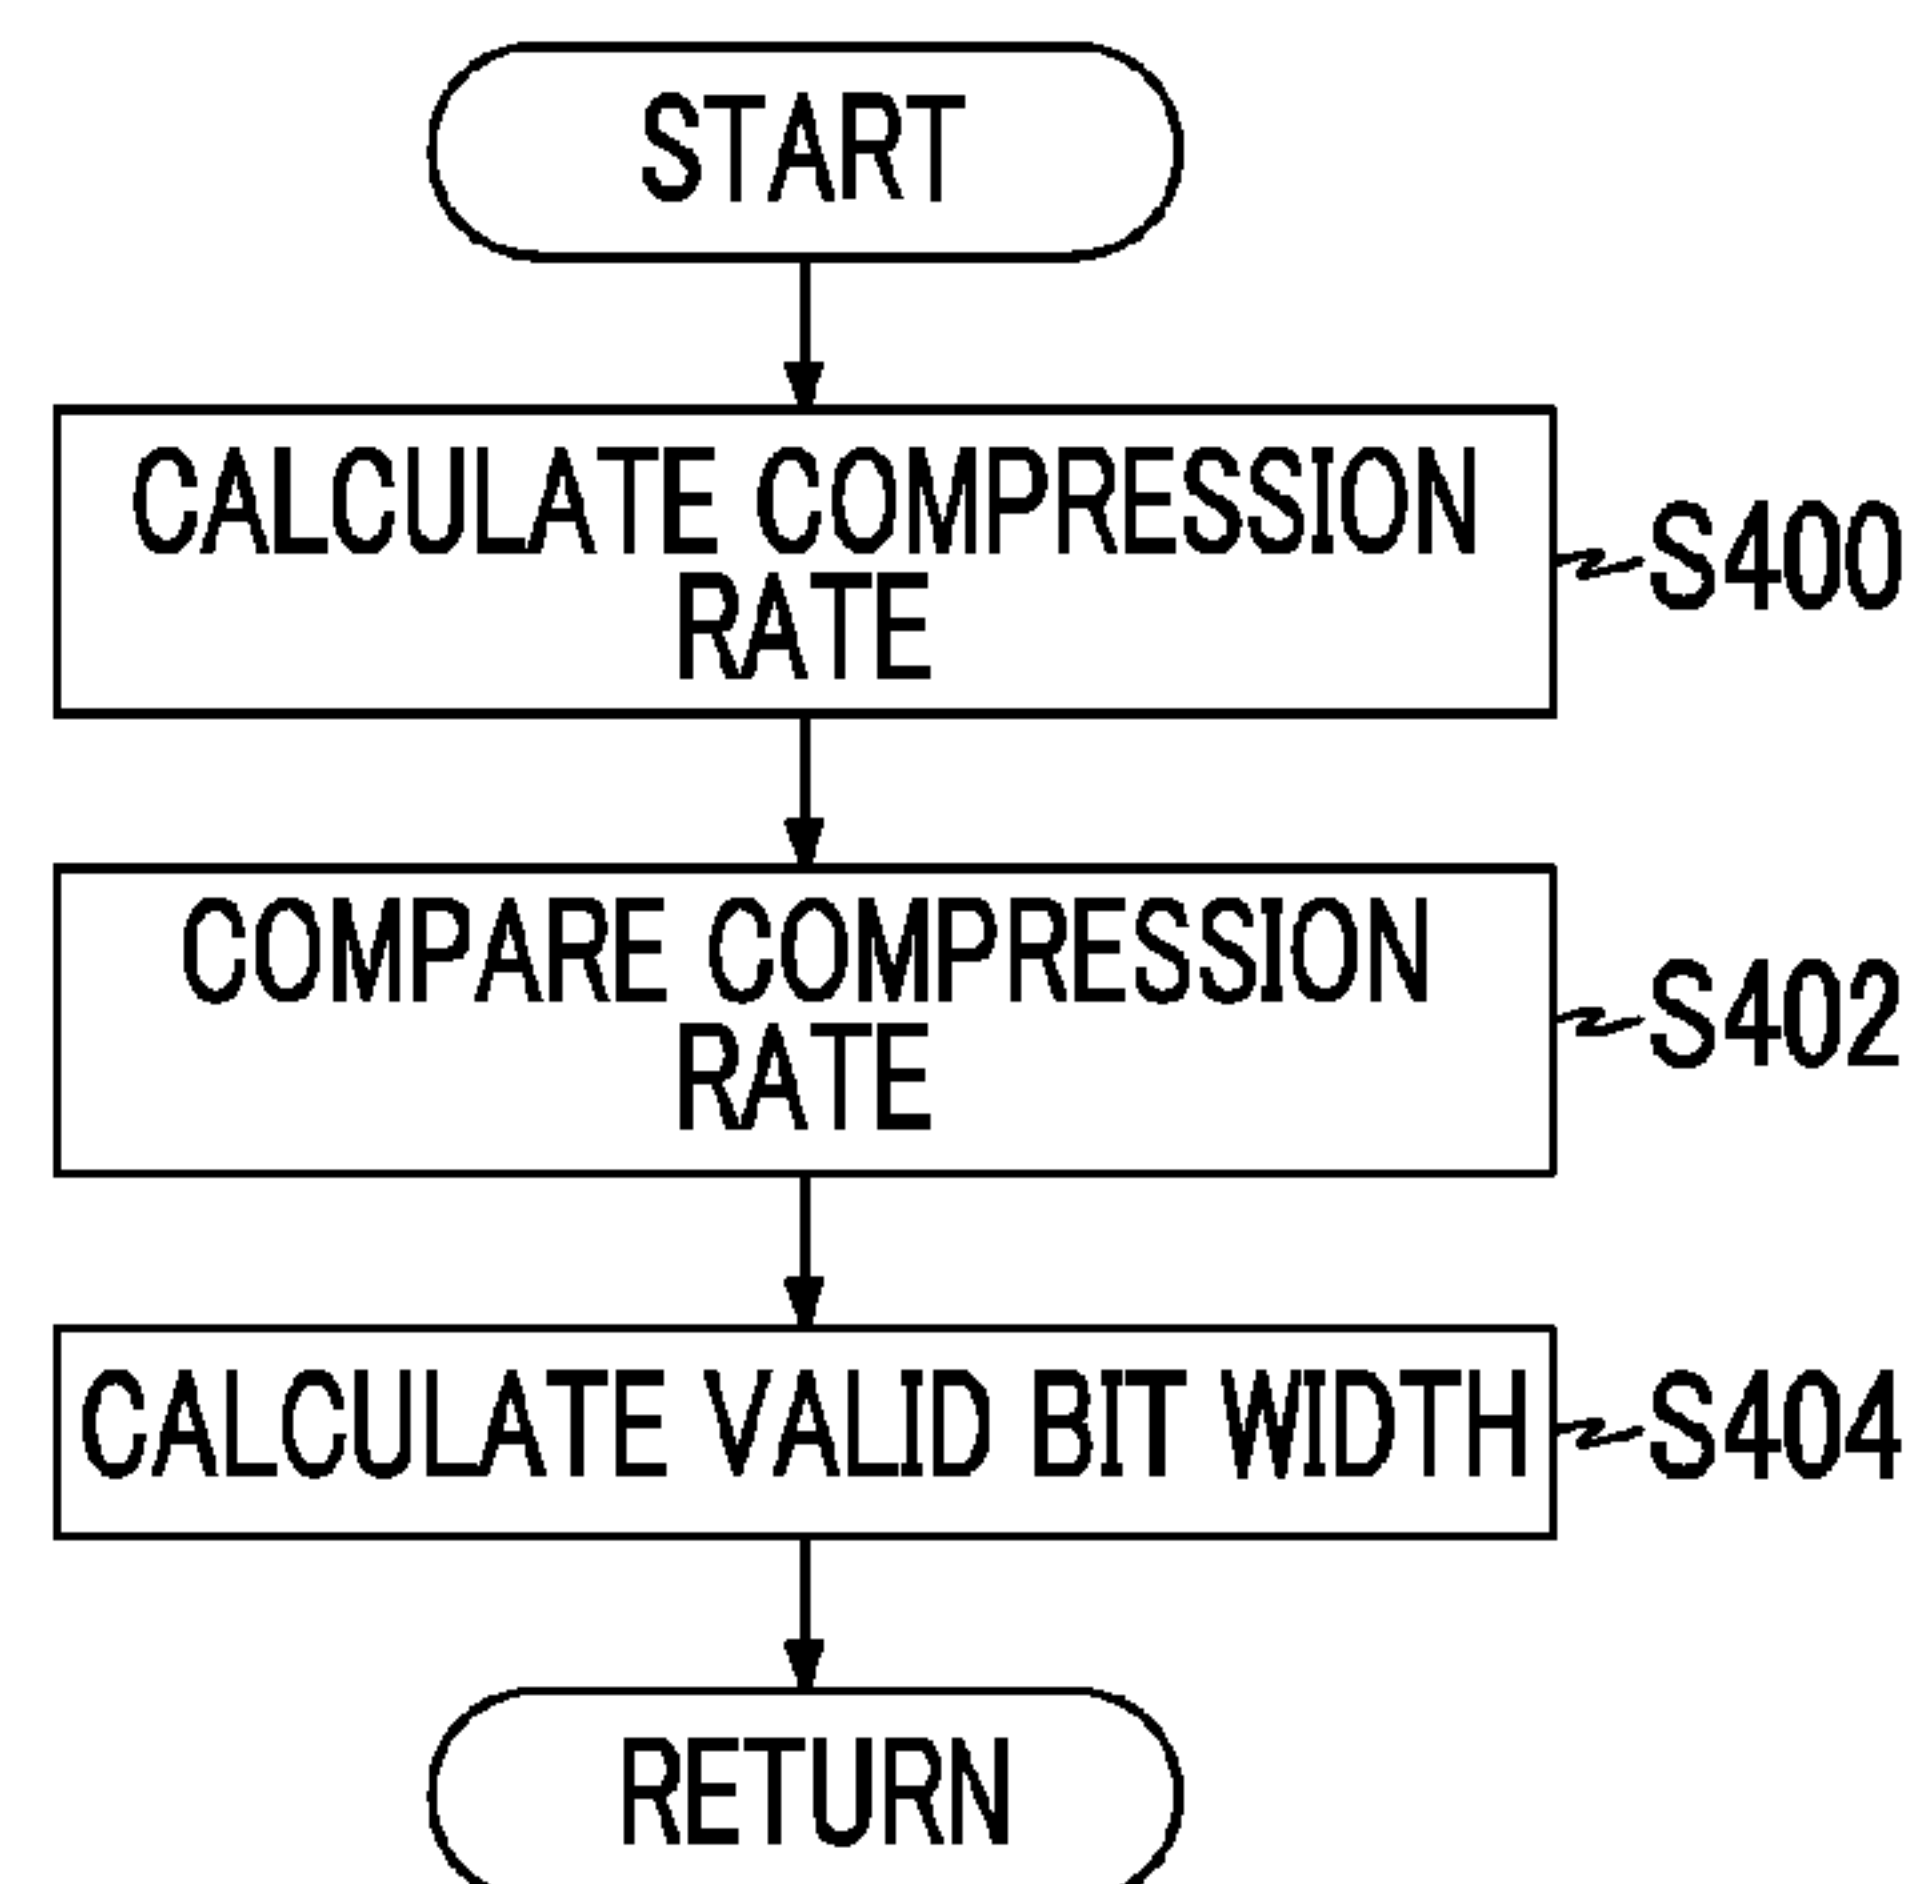 START
CALCULATE COMPRESSION
RATE
S400
COMPARE COMPRESSION
RATE
S402
CALCULATE VALID BIT WIDTH
S404
RETURN